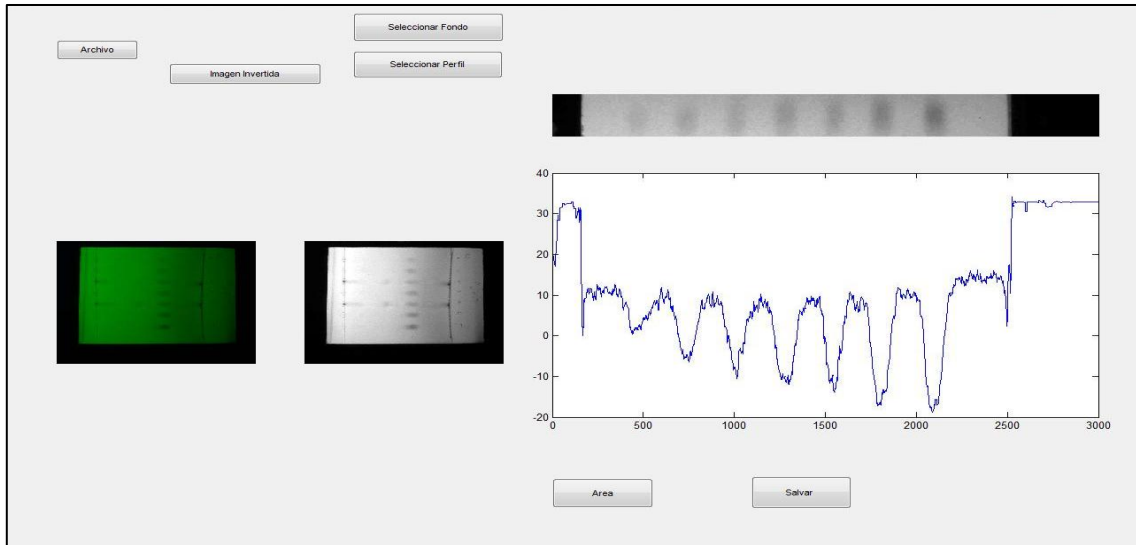 Seleccionar Fondo
Archivo
Seleccionar Perfil
Imagen Invertida
40
30
20
10
0
-10
-20
0 500 1000 1500 2000 2500 3000
Area Salvar